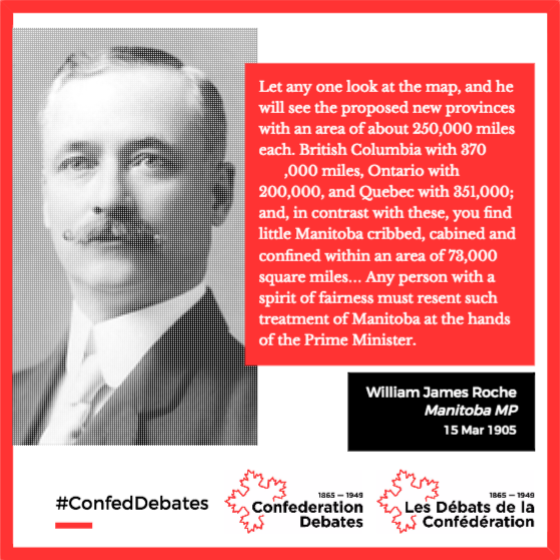 Let any one look at the map, and he
will see the proposed new provinces
with an area of about 250,000 miles
each. British Columbia with 370
,000 miles, Ontario with
200,000, and Quebec with 351,000;
and, in contrast with these, you find
little Manitoba cribbed, cabined and
confined within an area of 73,000
square miles... Any person with a
spirit of fairness must resent such
treatment of Manitoba at the hands
of the Prime Minister.
William James Roche
Manitoba MP
15 Mar 1905
#ConfedDebates
1865 — 1949
Confederation
Debates
1865 — 1949
Les Débats de la
Confédération